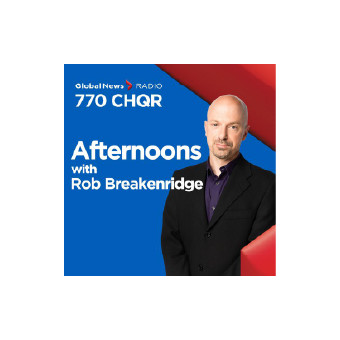 Global News RADIO
770 CHQR
Afternoons
with
Rob Breakenridge